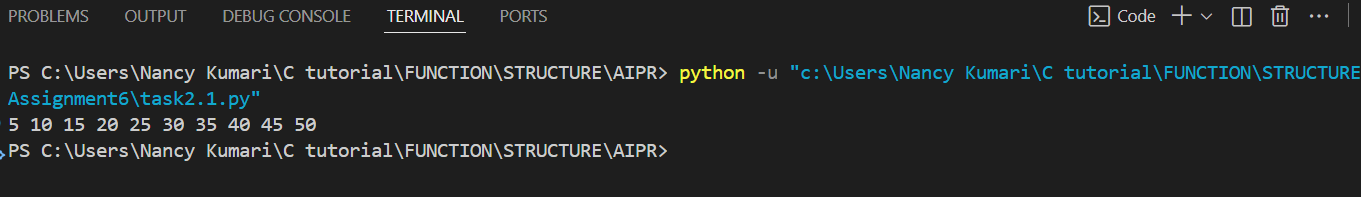 PROBLEMS OUTPUT DEBUG CONSOLE TERMINAL PORTS Code
PS C:\Users\Nancy Kumari\C tutorial\FUNCTION\STRUCTURE\AIPR> python -u "c:\Users\Nancy Kumari\C tutorial\FUNCTION\STRUCTURE
Assignment6\task2.1.py"
5 10 15 20 25 30 35 40 45 50
PS C:\Users\Nancy Kumari\C tutorial\FUNCTION\STRUCTURE\AIPR>